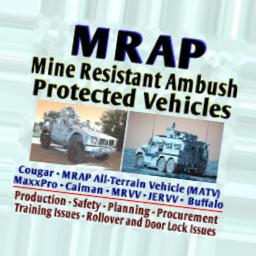 MRAP
Mine Resistant Ambush
Protected Vehicles
Cougar - MRAP All-Terrain Vehicle (MATV)
MaxxPro - Caiman - MRVV - JERVV - Buffalo
Production - Safety - Planning - Procurement
Training Issues - Rollover and Door Lock Issues